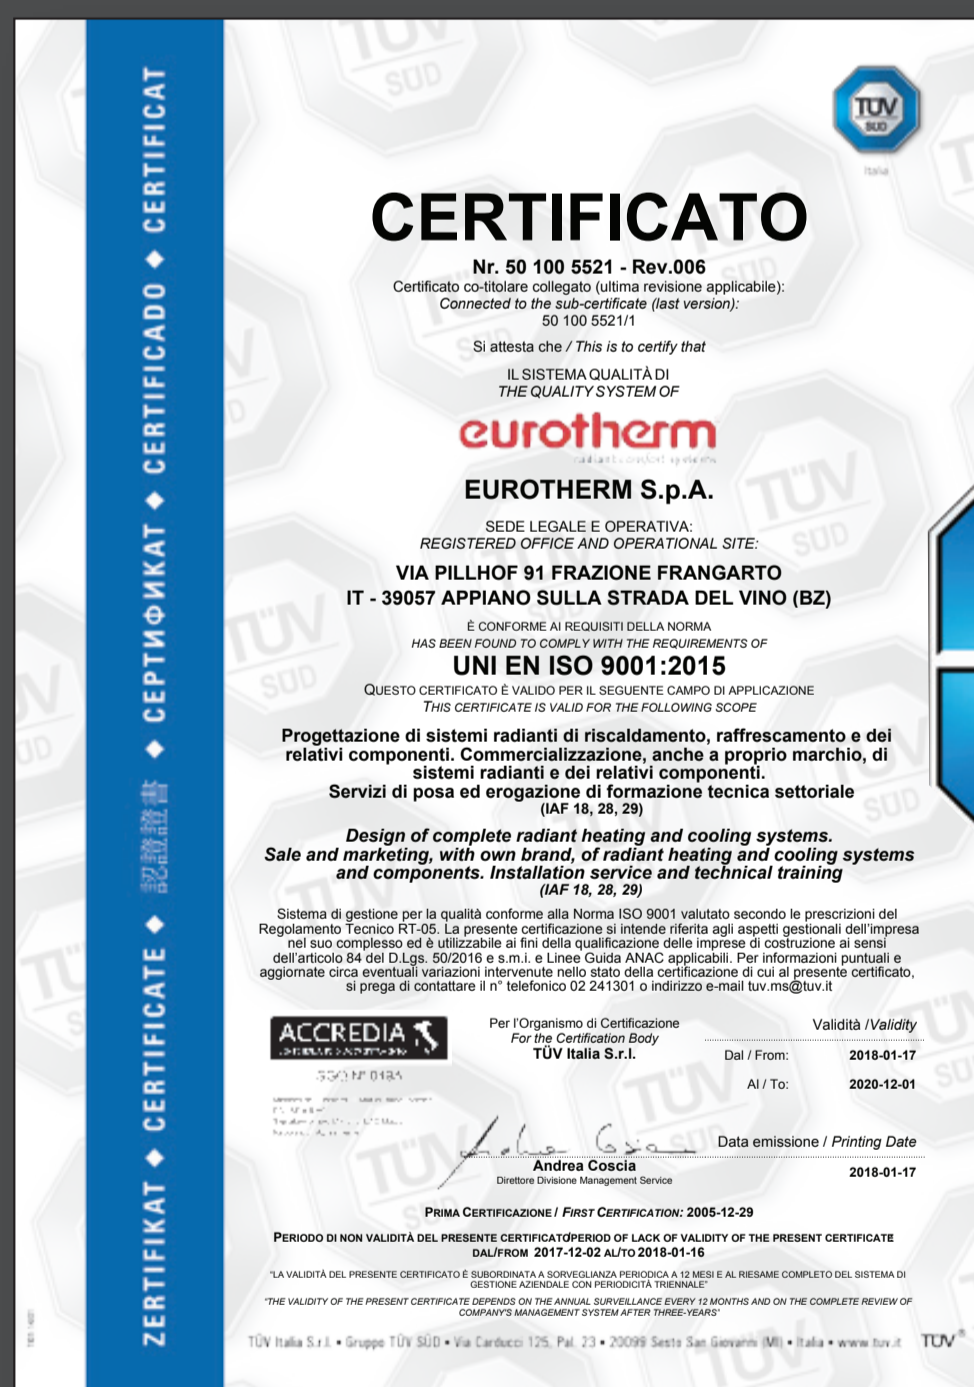 TÜV
SÜD
Italia
CERTIFICATO
Nr. 50 100 5521 - Rev.006
Certificato co-titolare collegato (ultima revisione applicabile):
Connected to the sub-certificate (last version):
50 100 5521/1
Si attesta che / This is to certify that
IL SISTEMA QUALITÀ DI
THE QUALITY SYSTEM OF
eurotherm
radiant comfort systems
EUROTHERM S.p.A.
SEDE LEGALE E OPERATIVA:
REGISTERED OFFICE AND OPERATIONAL SITE:
VIA PILLHOF 91 FRAZIONE FRANGARTO
IT - 39057 APPIANO SULLA STRADA DEL VINO (BZ)
È CONFORME AI REQUISITI DELLA NORMA
HAS BEEN FOUND TO COMPLY WITH THE REQUIREMENTS OF
UNI EN ISO 9001:2015
QUESTO CERTIFICATO È VALIDO PER IL SEGUENTE CAMPO DI APPLICAZIONE
THIS CERTIFICATE IS VALID FOR THE FOLLOWING SCOPE
Progettazione di sistemi radianti di riscaldamento, raffrescamento e dei
relativi componenti. Commercializzazione, anche a proprio marchio, di
sistemi radianti e dei relativi componenti.
Servizi di posa ed erogazione di formazione tecnica settoriale
(IAF 18, 28, 29)
Design of complete radiant heating and cooling systems.
Sale and marketing, with own brand, of radiant heating and cooling systems
and components. Installation service and technical training
(IAF 18, 28, 29)
Sistema di gestione per la qualità conforme alla Norma ISO 9001 valutato secondo le prescrizioni del
Regolamento Tecnico RT-05. La presente certificazione si intende riferita agli aspetti gestionali dell'impresa
nel suo complesso ed è utilizzabile ai fini della qualificazione delle imprese di costruzione ai sensi
dell'articolo 84 del D.Lgs. 50/2016 e s.m.i. e Linee Guida ANAC applicabili. Per informazioni puntuali e
aggiornate circa eventuali variazioni intervenute nello stato della certificazione di cui al presente certificato,
si prega di contattare il n° telefonico 02 241301 o indirizzo e-mail tuv.ms@tuv.it
ACCREDIA
Per l'Organismo di Certificazione
For the Certification Body
TÜV Italia S.r.l.
Validità /Validity
Dal / From: 2018-01-17
Al / To: 2020-12-01
Data emissione / Printing Date
2018-01-17
Andrea Coscia
Direttore Divisione Management Service
PRIMA CERTIFICAZIONE / FIRST CERTIFICATION: 2005-12-29
PERIODO DI NON VALIDITÀ DEL PRESENTE CERTIFICATO/PERIOD OF LACK OF VALIDITY OF THE PRESENT CERTIFICATE
DAL/FROM 2017-12-02 AL/TO 2018-01-16
"LA VALIDITÀ DEL PRESENTE CERTIFICATO È SUBORDINATA A SORVEGLIANZA PERIODICA A 12 MESI E AL RIESAME COMPLETO DEL SISTEMA DI
GESTIONE AZIENDALE CON PERIODICITÀ TRIENNALE"
"THE VALIDITY OF THE PRESENT CERTIFICATE DEPENDS ON THE ANNUAL SURVEILLANCE EVERY 12 MONTHS AND ON THE COMPLETE REVIEW OF
COMPANY'S MANAGEMENT SYSTEM AFTER THREE-YEARS"
TÜV Italia S.r.l. • Gruppo TÜV SÜD • Via Carducci 125, Pal. 23 • 20099 Sesto San Giovanni (MI) • Italia • www.tuv.it TÜV®
ZERTIFIKAT ◆ CERTIFICATE ◆ 認證證書 ◆ СЕРТИФИКАТ ◆ CERTIFICADO ◆ CERTIFICAT